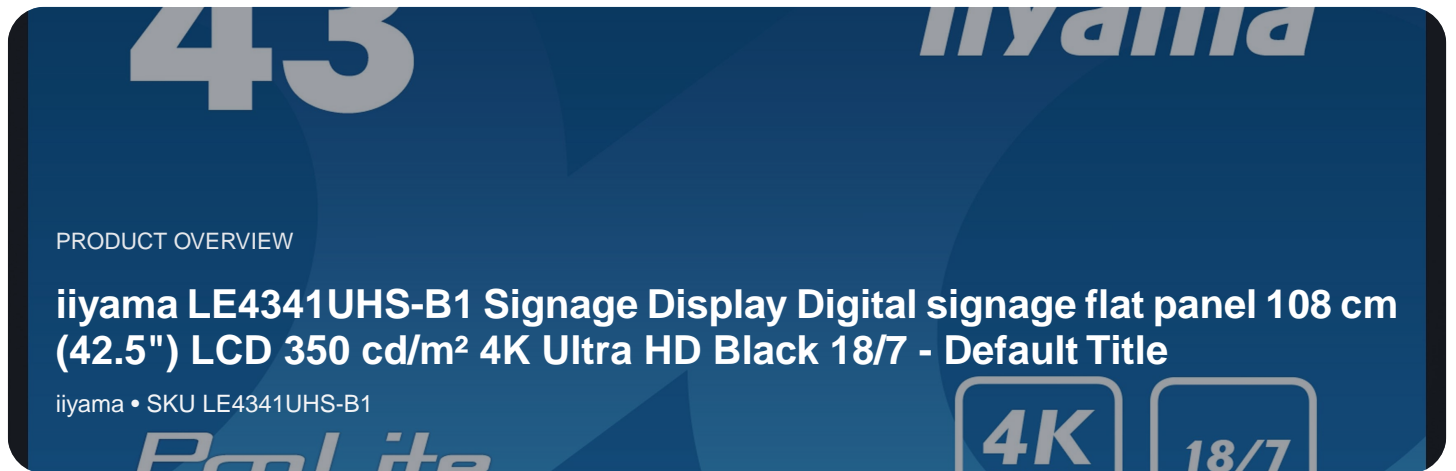 43
iiyama
PRODUCT OVERVIEW
iiyama LE4341UHS-B1 Signage Display Digital signage flat panel 108 cm
(42.5") LCD 350 cd/m² 4K Ultra HD Black 18/7 - Default Title
iiyama • SKU LE4341UHS-B1
4K
18/7
ProLite